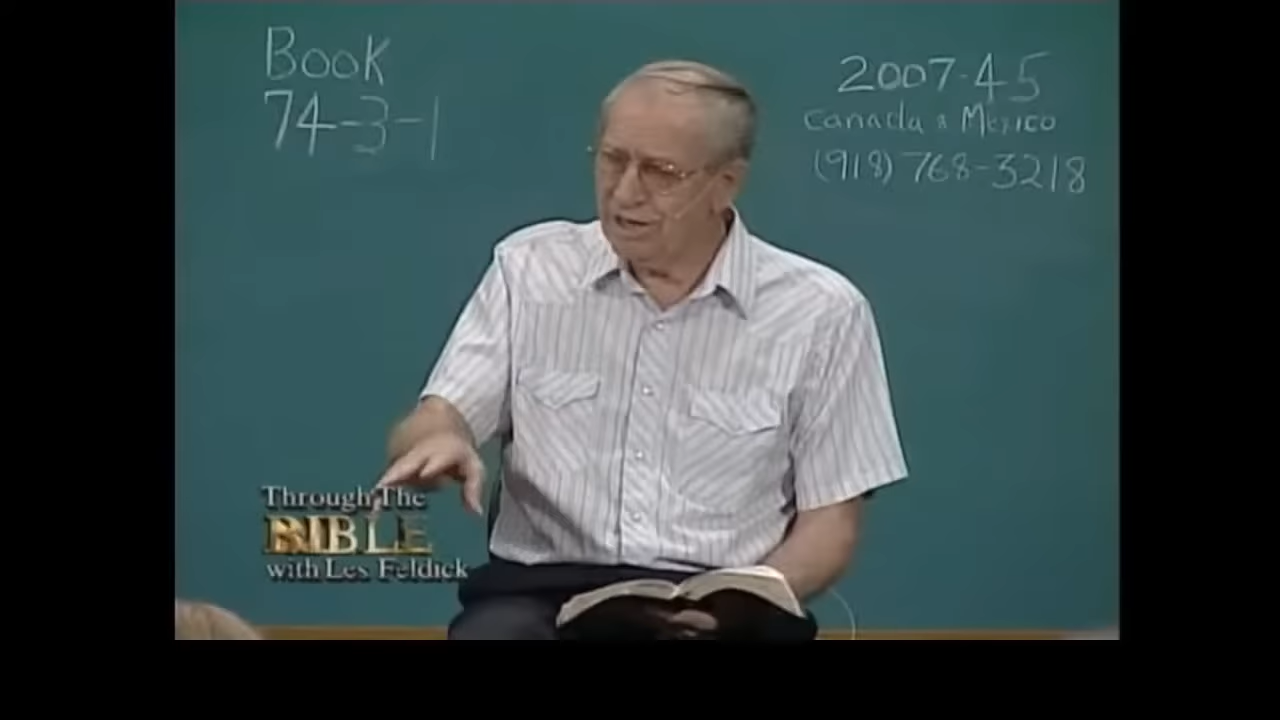 Book
74-3-1
2007-45
Canada & Mexico
(918) 768-3218
Through The
BIBLE
with Les Feldick